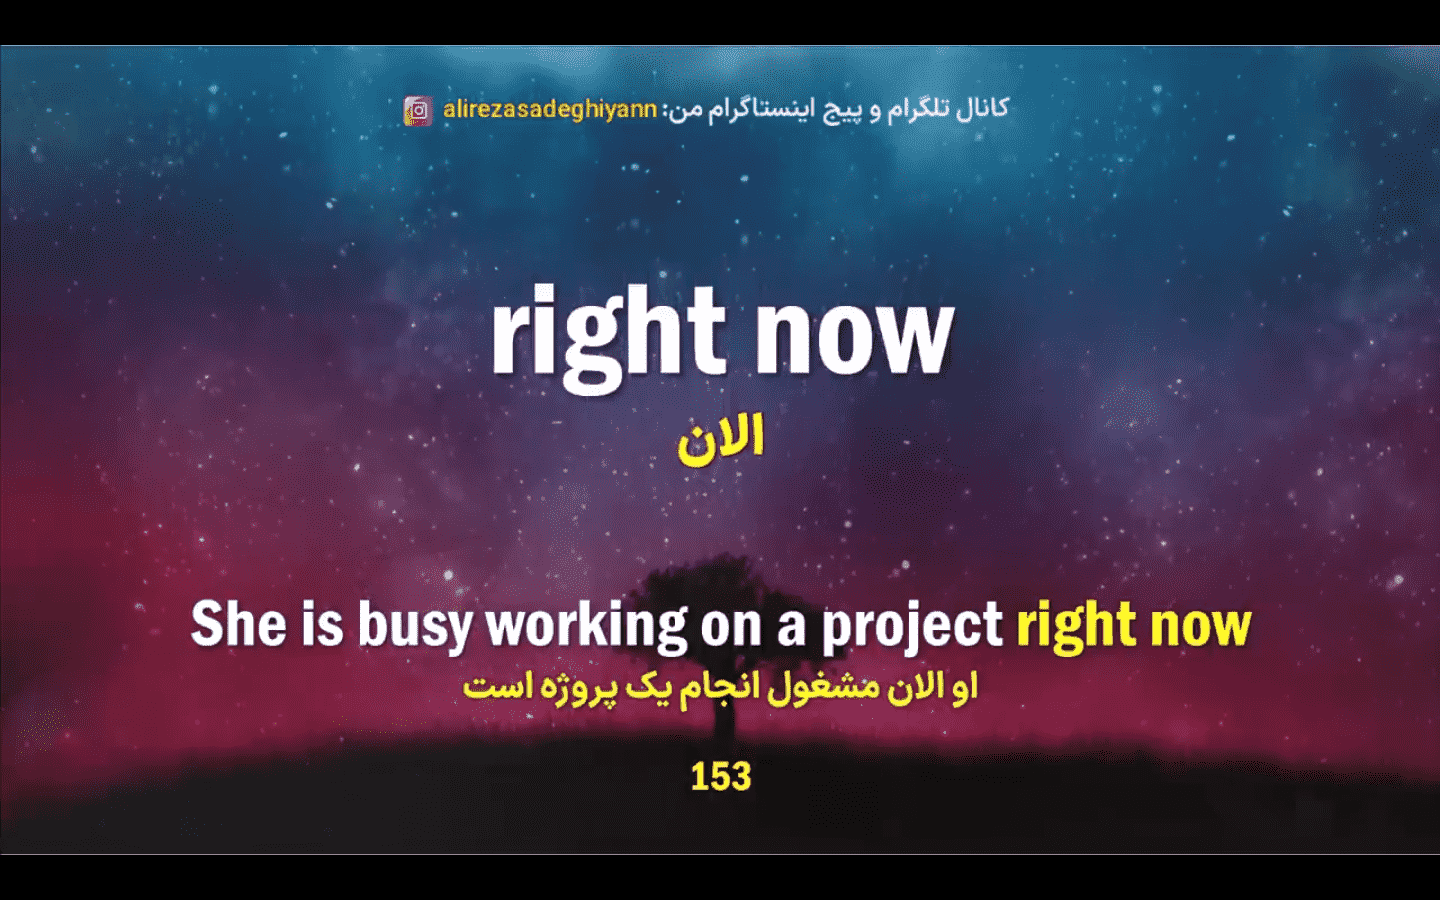 کانال تلگرام و پیج اینستاگرام من: alirezasadeghiyann
right now
الان
She is busy working on a project right now
او الان مشغول انجام یک پروژه است
153